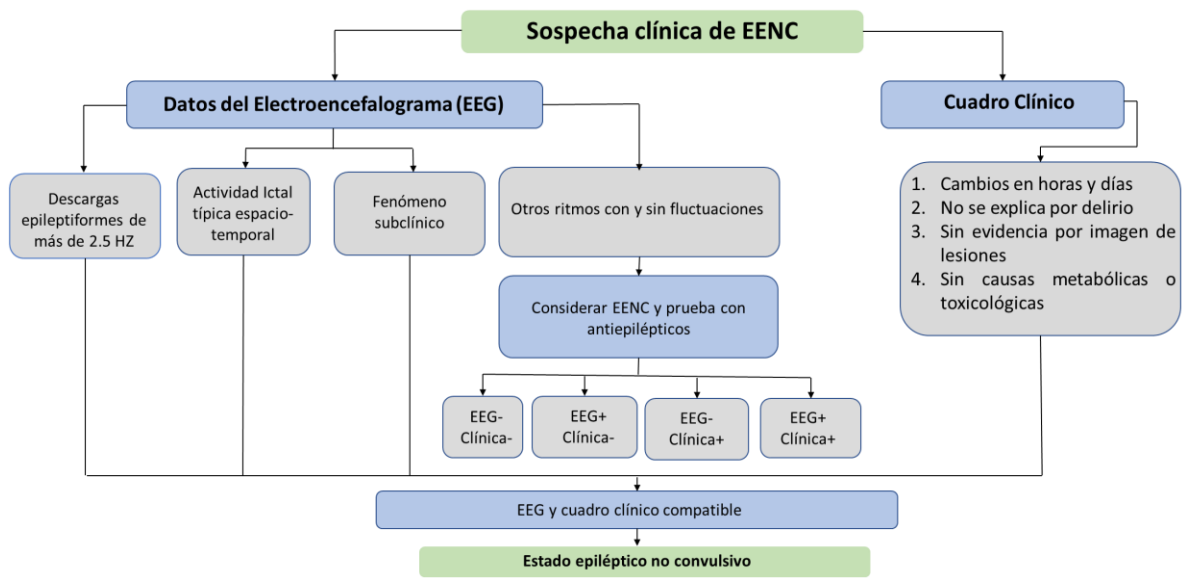 Sospecha clínica de EENC
Datos del Electroencefalograma (EEG)
Cuadro Clínico
Descargas
epileptiformes de
más de 2.5 HZ
Actividad Ictal
típica espacio-
temporal
Fenómeno
subclínico
Otros ritmos con y sin fluctuaciones
1. Cambios en horas y días
2. No se explica por delirio
3. Sin evidencia por imagen de
lesiones
4. Sin causas metabólicas o
toxicológicas
Considerar EENC y prueba con
antiepilépticos
EEG-
Clínica-
EEG+
Clínica-
EEG-
Clínica+
EEG+
Clínica+
EEG y cuadro clínico compatible
Estado epiléptico no convulsivo